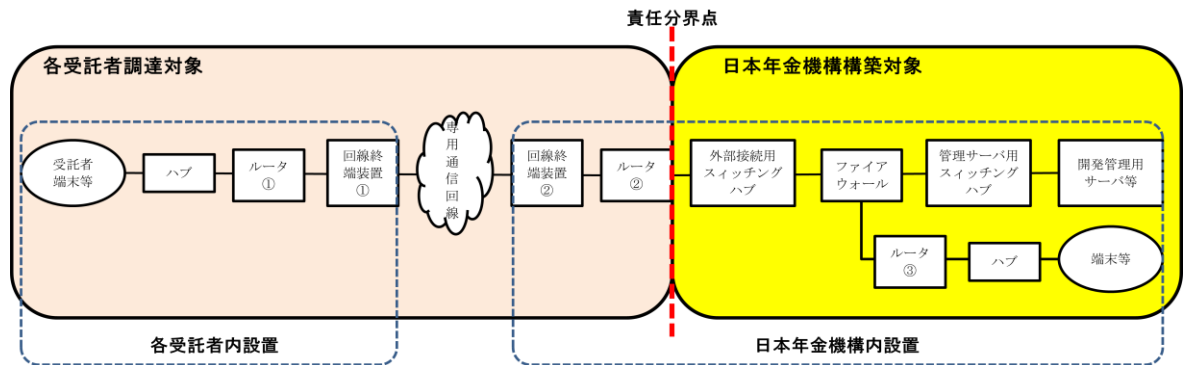 責任分界点
各受託者調達対象
日本年金機構構築対象
受託者
端末等
ハブ
ルータ
①
回線終
端装置
①
専
用
通
信
回
線
回線終
端装置
②
ルータ
②
外部接続用
スイッチング
ハブ
ファイア
ウォール
管理サーバ用
スイッチング
ハブ
開発管理用
サーバ等
ルータ
③
ハブ
端末等
各受託者内設置
日本年金機構内設置